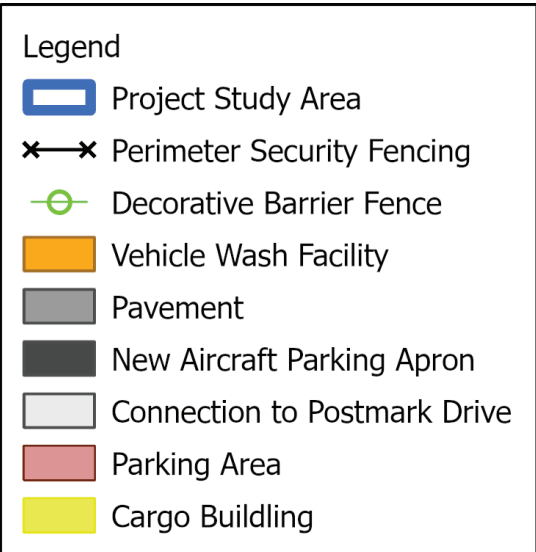 Legend
Project Study Area
Perimeter Security Fencing
Decorative Barrier Fence
Vehicle Wash Facility
Pavement
New Aircraft Parking Apron
Connection to Postmark Drive
Parking Area
Cargo Buildling